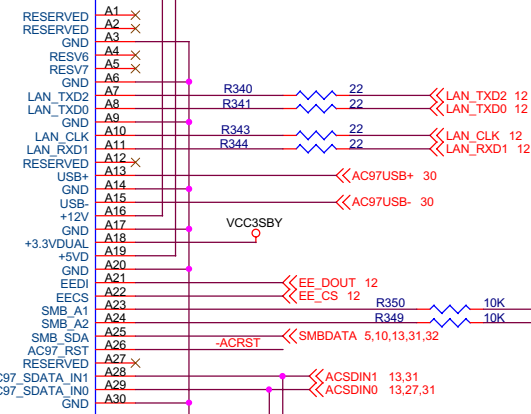 RESERVED A1
RESERVED A2
GND A3
RESV6 A4
RESV7 A5
GND A6
LAN_TXD2 A7 R340 22 LAN_TXD2 12
LAN_TXD0 A8 R341 22 LAN_TXD0 12
GND A9
LAN_CLK A10 R343 22 LAN_CLK 12
LAN_RXD1 A11 R344 22 LAN_RXD1 12
RESERVED A12
USB+ A13 AC97USB+ 30
GND A14
USB- A15 AC97USB- 30
+12V A16
GND A17 VCC3SBY
+3.3VDUAL A18
+5VD A19
GND A20
EEDI A21 EE_DOUT 12
EECS A22 EE_CS 12
SMB_A1 A23 R350 10K
SMB_A2 A24 R349 10K
SMB_SDA A25 SMBDATA 5,10,13,31,32
AC97_RST A26 -ACRST
RESERVED A27
C97_SDATA_IN1 A28 ACSDIN1 13,31
C97_SDATA_IN0 A29 ACSDIN0 13,27,31
GND A30